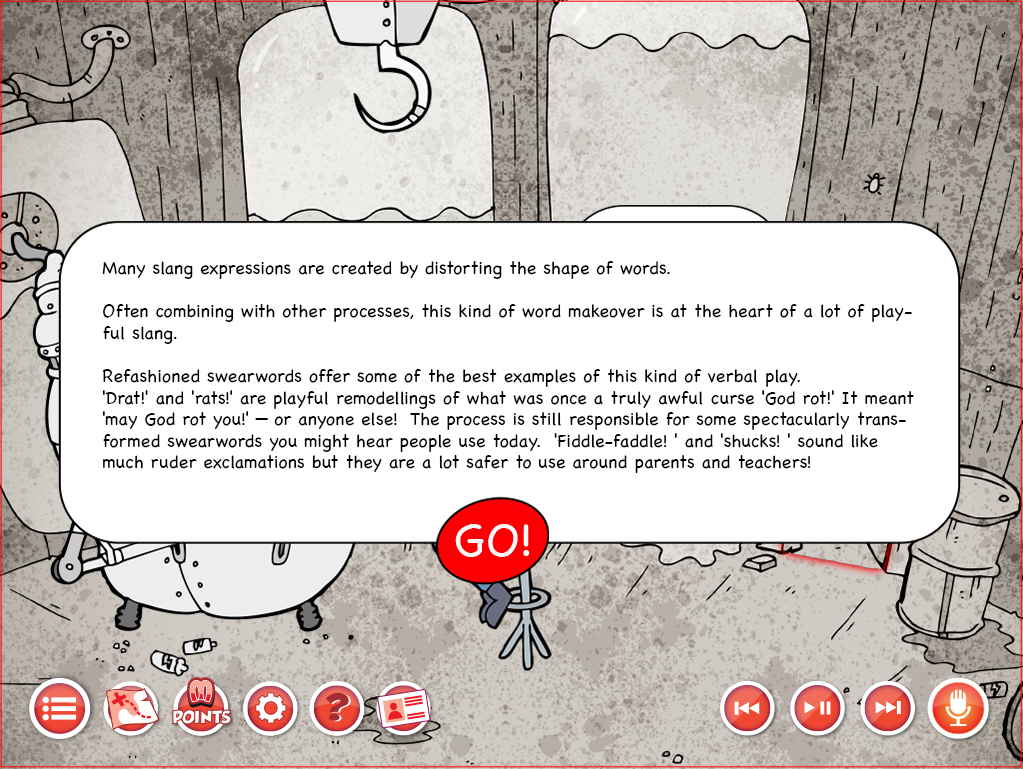 Many slang expressions are created by distorting the shape of words.
Often combining with other processes, this kind of word makeover is at the heart of a lot of play-
ful slang.
Refashioned swearwords offer some of the best examples of this kind of verbal play.
'Drat!' and 'rats!' are playful remodellings of what was once a truly awful curse 'God rot!' It meant
'may God rot you!' – or anyone else!  The process is still responsible for some spectacularly trans-
formed swearwords you might hear people use today.  'Fiddle-faddle! ' and 'shucks! ' sound like
much ruder exclamations but they are a lot safer to use around parents and teachers!
GO!
?
POINTS